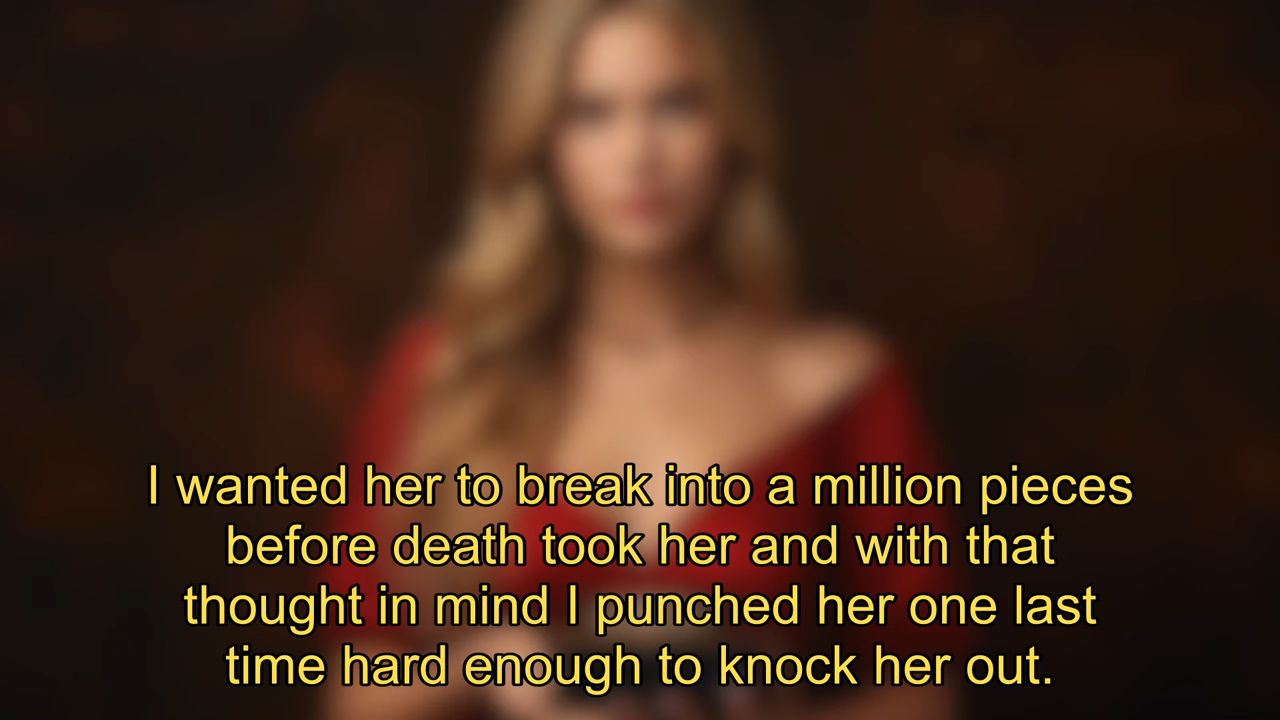 I wanted her to break into a million pieces
before death took her and with that
thought in mind I punched her one last
time hard enough to knock her out.